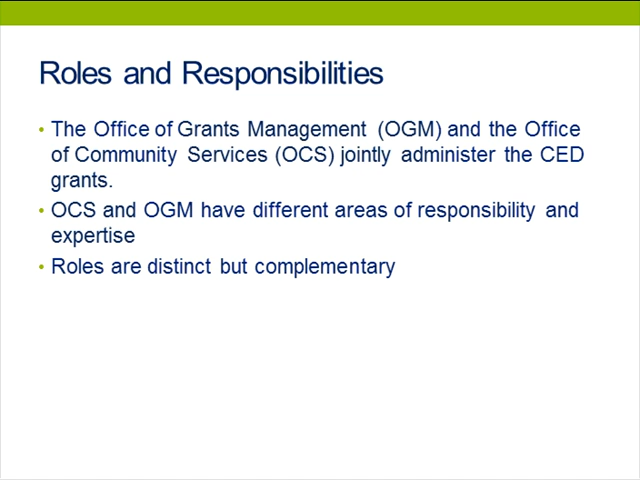 Roles and Responsibilities
• The Office of Grants Management (OGM) and the Office
of Community Services (OCS) jointly administer the CED
grants.
• OCS and OGM have different areas of responsibility and
expertise
• Roles are distinct but complementary